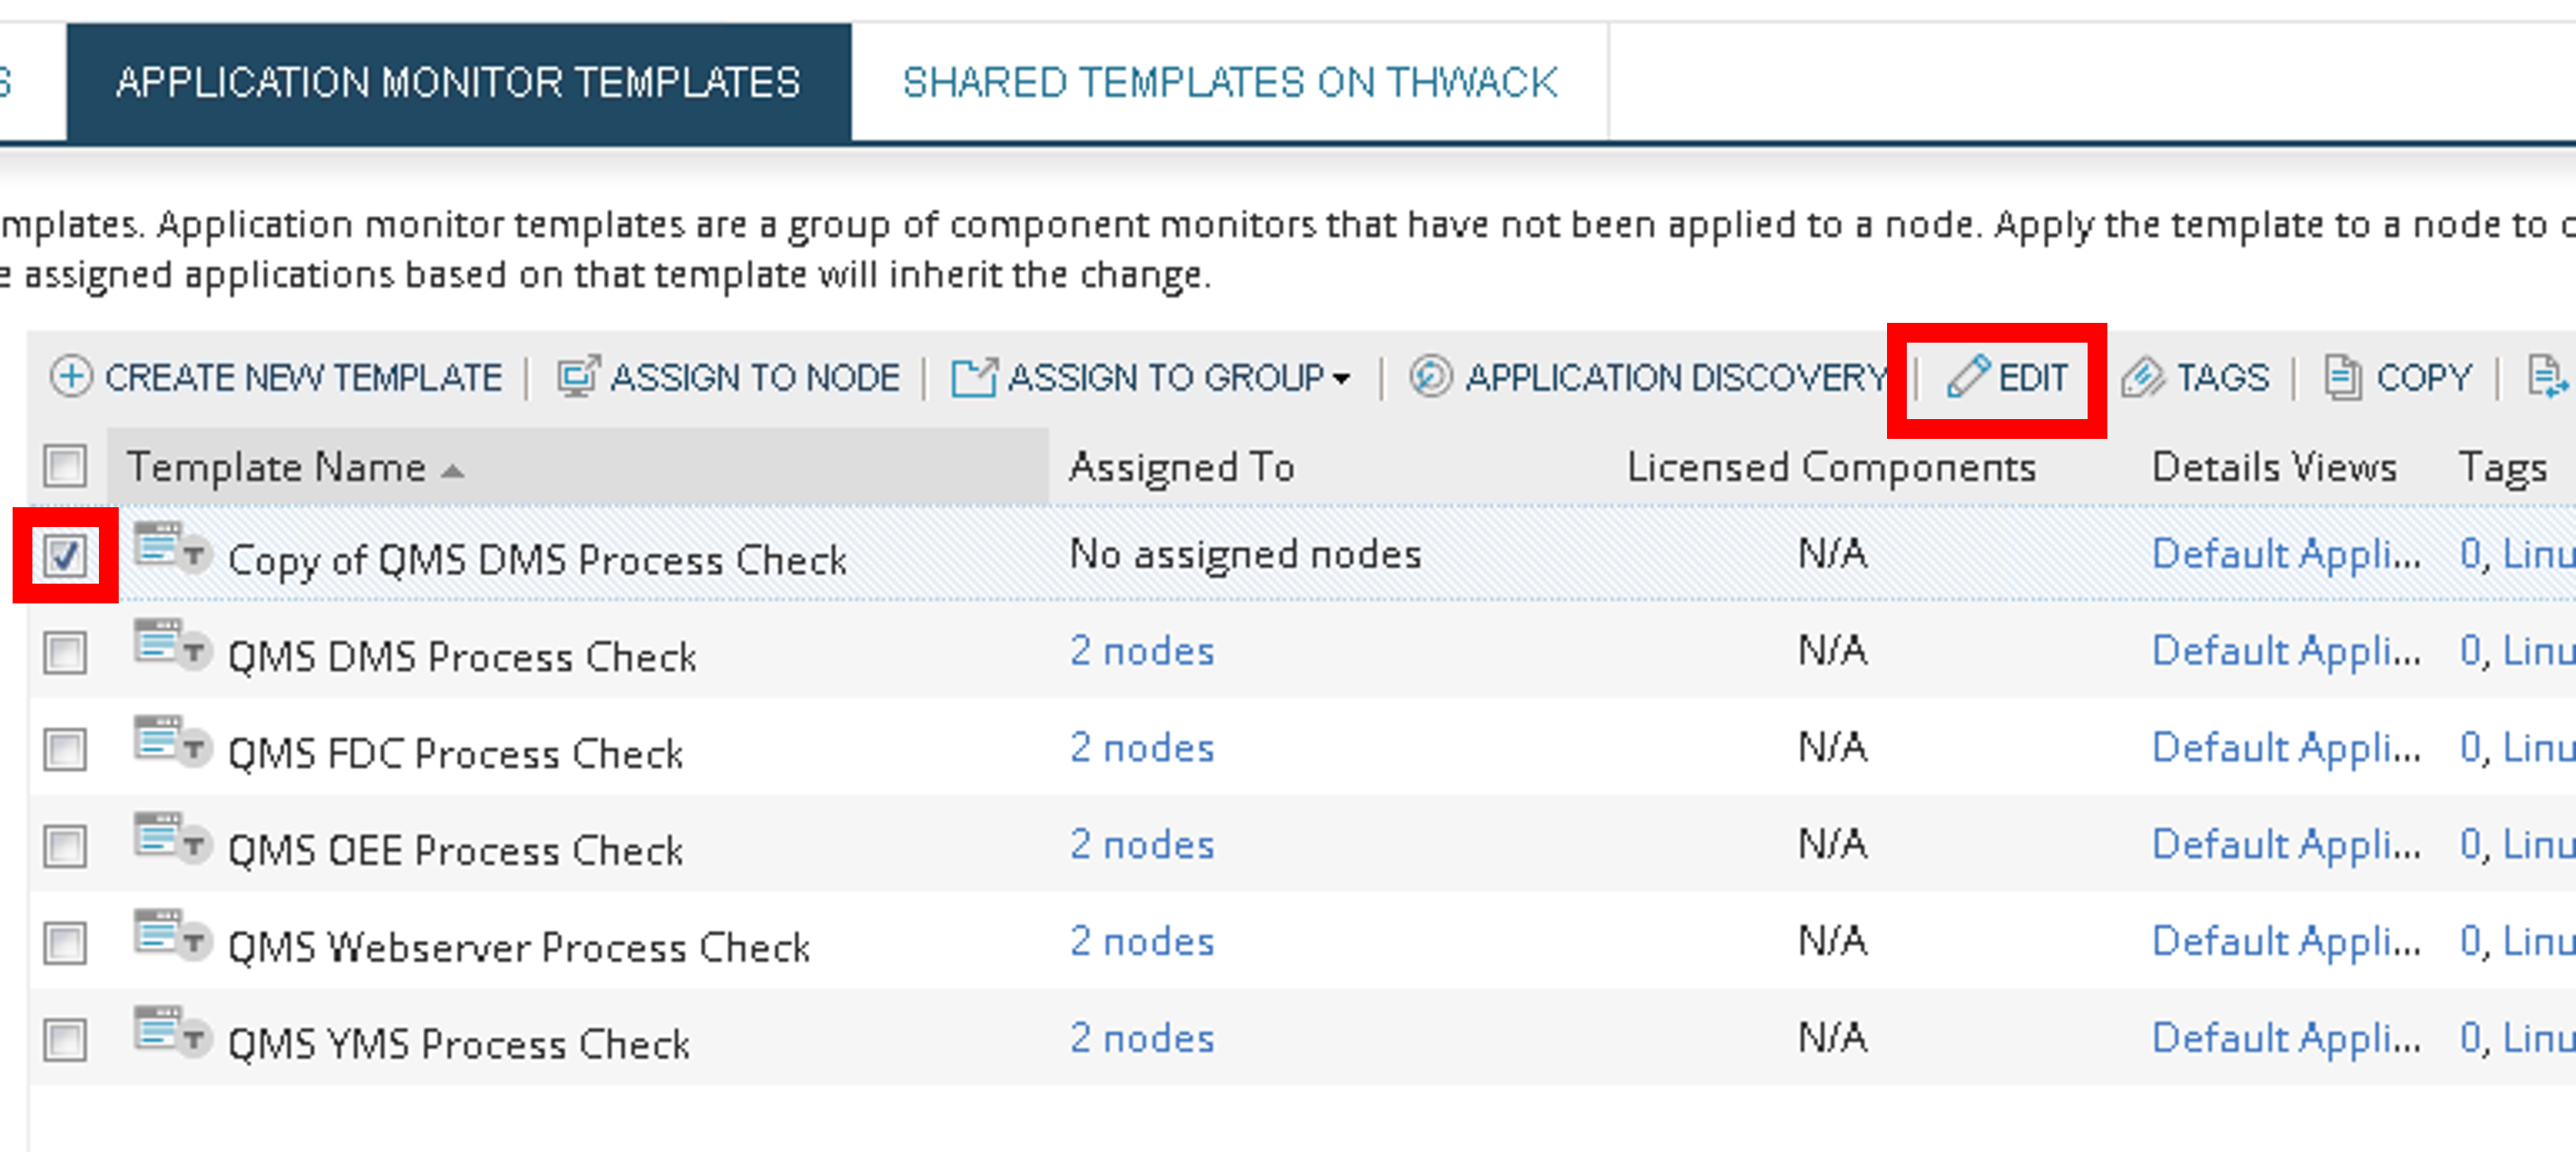 S APPLICATION MONITOR TEMPLATES SHARED TEMPLATES ON THWACK
mplates. Application monitor templates are a group of component monitors that have not been applied to a node. Apply the template to a node to c
e assigned applications based on that template will inherit the change.
CREATE NEW TEMPLATE | ASSIGN TO NODE | ASSIGN TO GROUP | APPLICATION DISCOVERY | EDIT TAGS | COPY |
Template Name Assigned To Licensed Components Details Views Tags
Copy of QMS DMS Process Check No assigned nodes N/A Default Appli... 0, Linu
QMS DMS Process Check 2 nodes N/A Default Appli... 0, Linu
QMS FDC Process Check 2 nodes N/A Default Appli... 0, Linu
QMS OEE Process Check 2 nodes N/A Default Appli... 0, Linu
QMS Webserver Process Check 2 nodes N/A Default Appli... 0, Linu
QMS YMS Process Check 2 nodes N/A Default Appli... 0, Linu